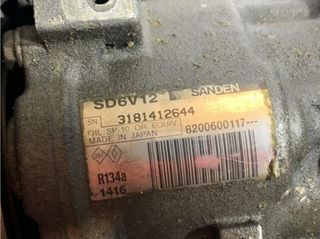 SD6V12 SANDEN
SN 3181412644
OIL SP-10 OR EQUIV.
MADE IN JAPAN 8200600117---
R134a
1416